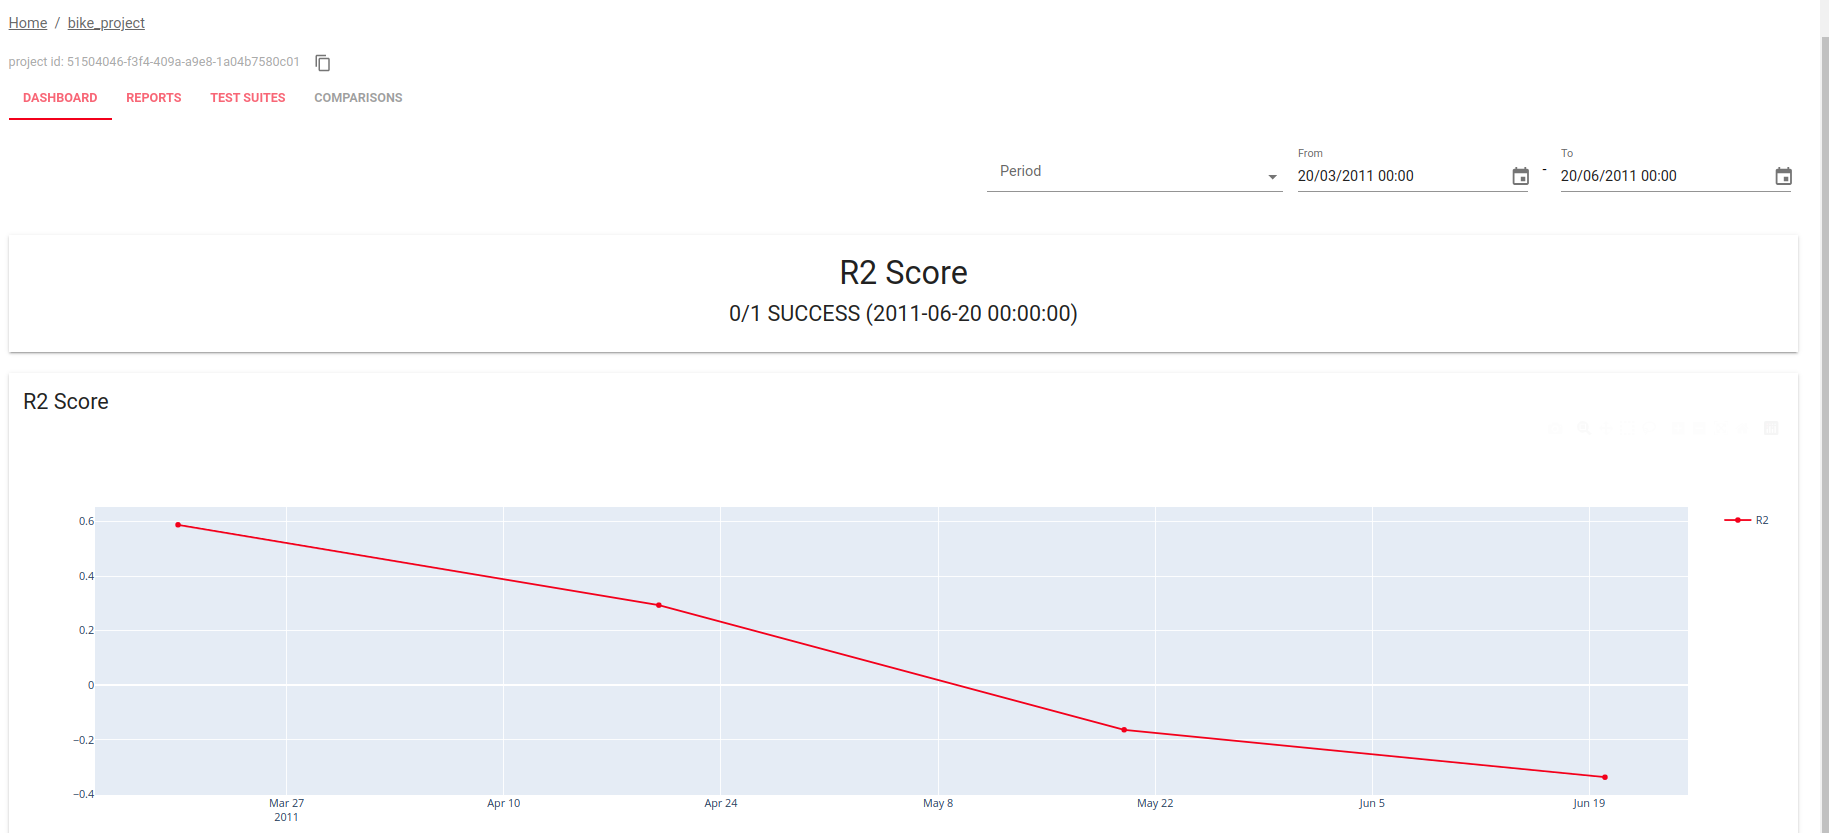 Home / bike_project
project id: 51504046-f3f4-409a-a9e8-1a04b7580c01
DASHBOARD REPORTS TEST SUITES COMPARISONS
Period
From
20/03/2011 00:00
-
To
20/06/2011 00:00
R2 Score
0/1 SUCCESS (2011-06-20 00:00:00)
R2 Score
0.6
0.4
0.2
0
−0.2
−0.4
Mar 27
2011
Apr 10
Apr 24
May 8
May 22
Jun 5
Jun 19
R2